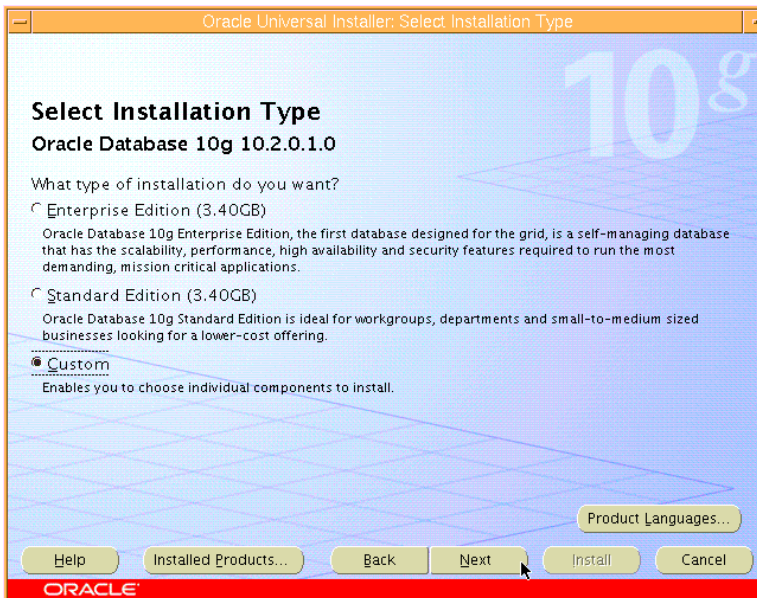 Oracle Universal Installer: Select Installation Type
10g
Select Installation Type
Oracle Database 10g 10.2.0.1.0
What type of installation do you want?
Enterprise Edition (3.40GB)
Oracle Database 10g Enterprise Edition, the first database designed for the grid, is a self-managing database
that has the scalability, performance, high availability and security features required to run the most
demanding, mission critical applications.
Standard Edition (3.40GB)
Oracle Database 10g Standard Edition is ideal for workgroups, departments and small-to-medium sized
businesses looking for a lower-cost offering.
Custom
Enables you to choose individual components to install.
Product Languages...
Help Installed Products... Back Next Install Cancel
ORACLE